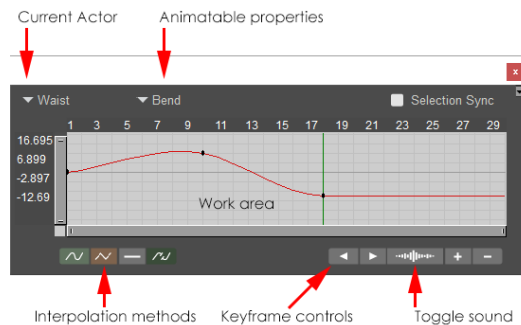 Current Actor Animatable properties
x
Waist Bend Selection Sync
1 3 5 7 9 11 13 15 17 19 21 23 25 27 29
16.695
6.899
-2.897
-12.69
Work area
+ −
Interpolation methods Keyframe controls Toggle sound